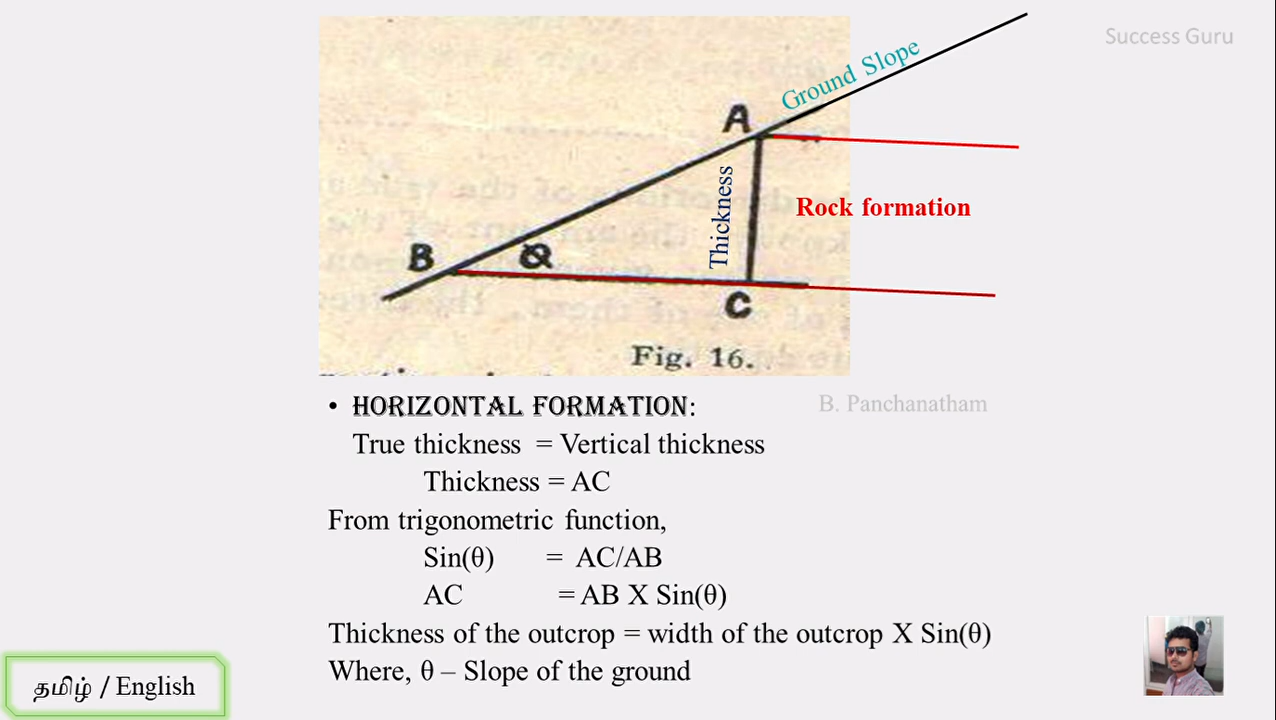 Success Guru
Ground Slope
A
Thickness
Rock formation
B
Q
C
Fig. 16.
• HORIZONTAL FORMATION:
B. Panchanatham
True thickness = Vertical thickness
Thickness = AC
From trigonometric function,
Sin(θ) = AC/AB
AC = AB X Sin(θ)
Thickness of the outcrop = width of the outcrop X Sin(θ)
Where, θ – Slope of the ground
தமிழ் / English